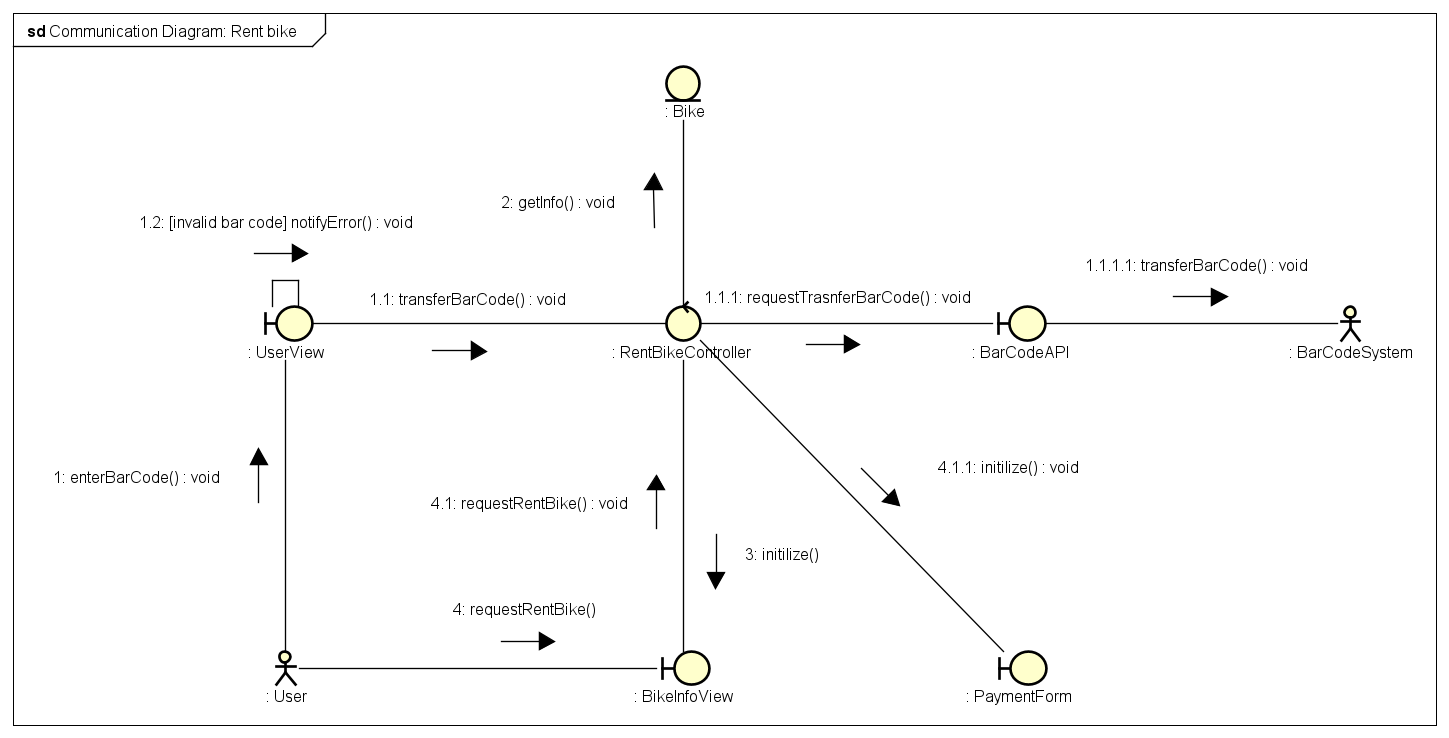 sd Communication Diagram: Rent bike
: Bike
2: getInfo() : void
1.2: [invalid bar code] notifyError() : void
1.1.1.1: transferBarCode() : void
1.1: transferBarCode() : void
1.1.1: requestTrasnferBarCode() : void
: UserView
: RentBikeController
: BarCodeAPI
: BarCodeSystem
4.1.1: initilize() : void
1: enterBarCode() : void
4.1: requestRentBike() : void
3: initilize()
4: requestRentBike()
: User
: BikeInfoView
: PaymentForm